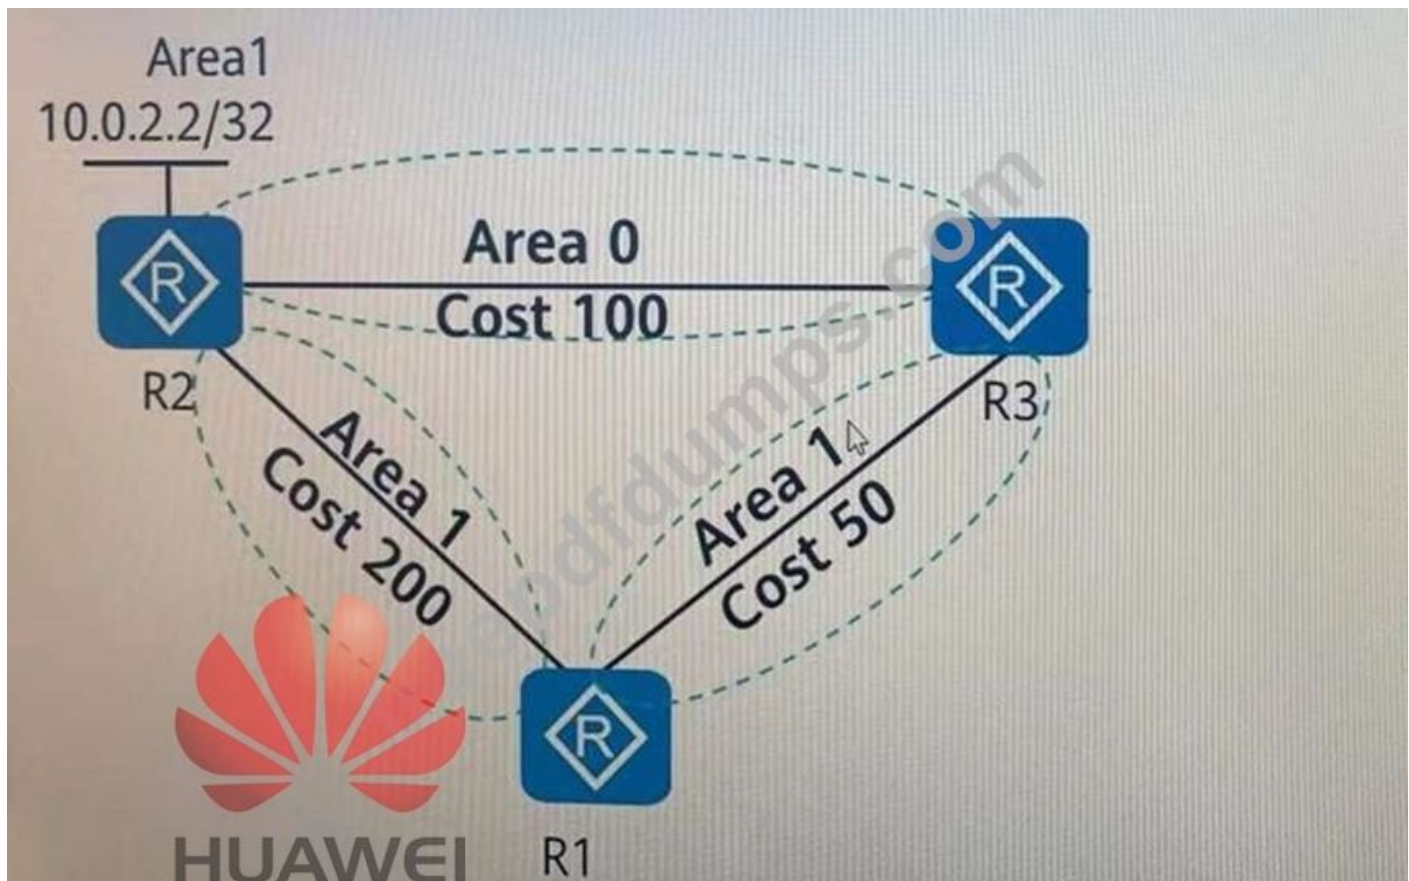 Area1
10.0.2.2/32
Area 0
Cost 100
R
R
R2
R3
Area 1
Cost 200
Area 1
Cost 50
R
R1
HUAWEI